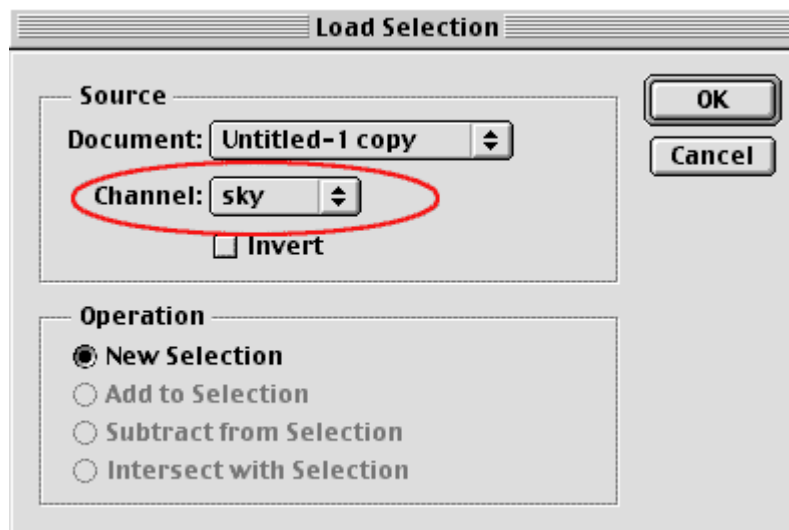 Load Selection
Source
Document: Untitled-1 copy
Channel: sky
Invert
OK
Cancel
Operation
New Selection
Add to Selection
Subtract from Selection
Intersect with Selection